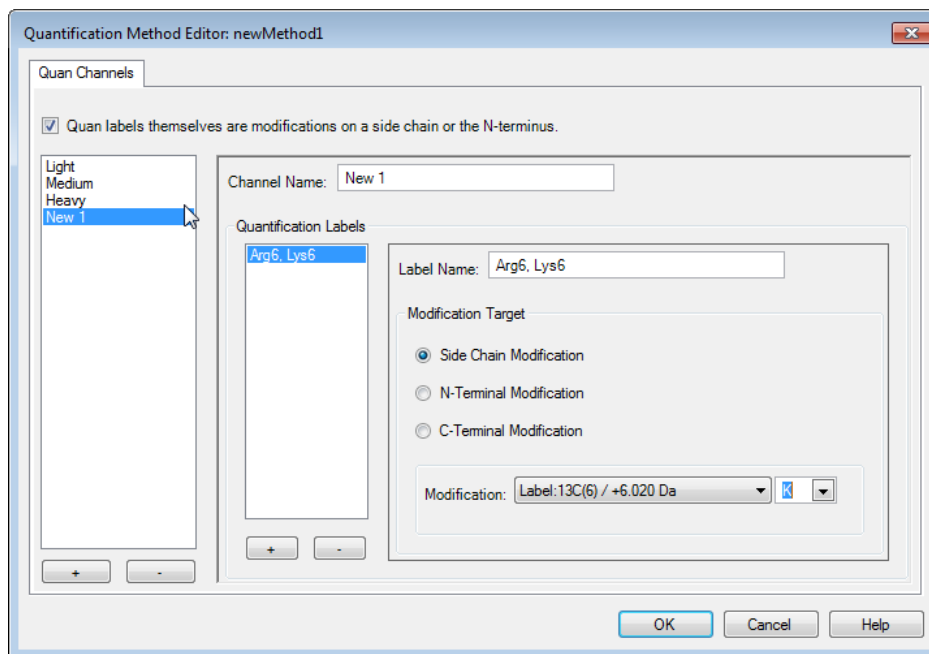 Quantification Method Editor: newMethod1
Quan Channels
Quan labels themselves are modifications on a side chain or the N-terminus.
Light
Medium
Heavy
New 1
+ -
Channel Name: New 1
Quantification Labels
Arg6, Lys6
+ -
Label Name: Arg6, Lys6
Modification Target
Side Chain Modification
N-Terminal Modification
C-Terminal Modification
Modification: Label:13C(6) / +6.020 Da K
OK Cancel Help